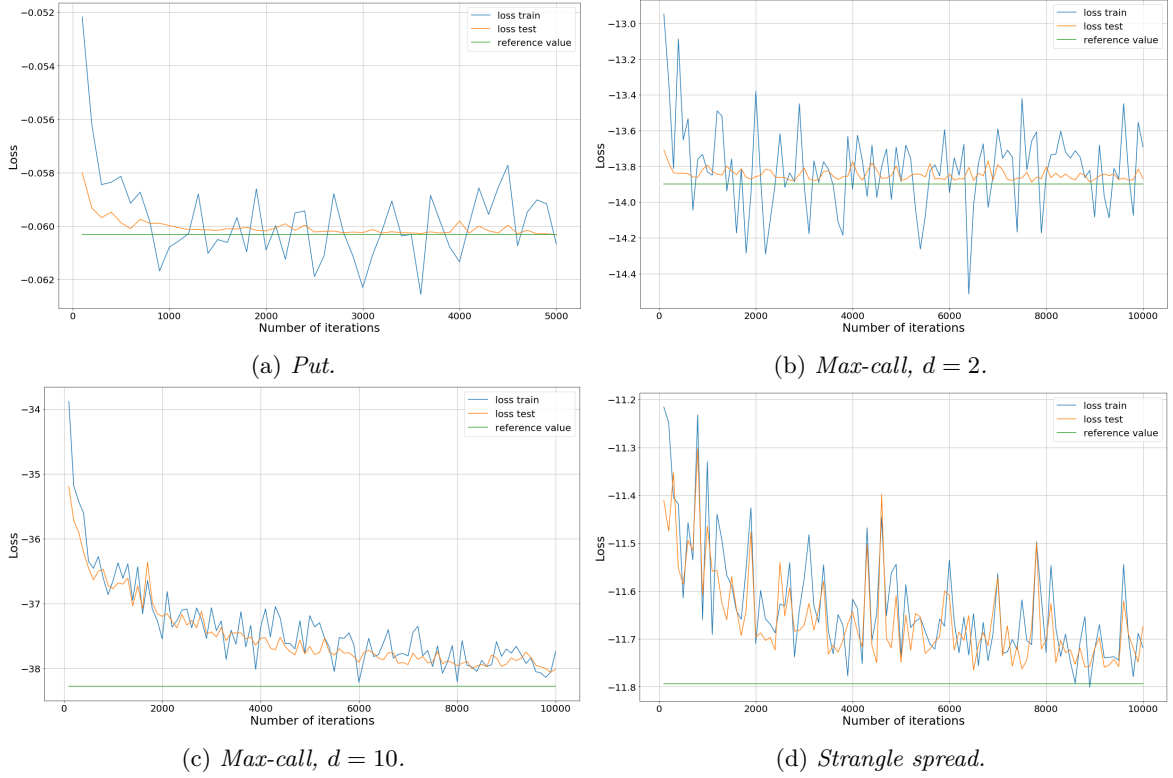 −0.052
−0.054
−0.056
−0.058
−0.060
−0.062
Loss
0
1000
2000
3000
4000
5000
Number of iterations
loss train
loss test
reference value
(a) Put.
−13.0
−13.2
−13.4
−13.6
−13.8
−14.0
−14.2
−14.4
Loss
0
2000
4000
6000
8000
10000
Number of iterations
loss train
loss test
reference value
(b) Max-call, d = 2.
−34
−35
−36
−37
−38
Loss
0
2000
4000
6000
8000
10000
Number of iterations
loss train
loss test
reference value
(c) Max-call, d = 10.
−11.2
−11.3
−11.4
−11.5
−11.6
−11.7
−11.8
Loss
0
2000
4000
6000
8000
10000
Number of iterations
loss train
loss test
reference value
(d) Strangle spread.